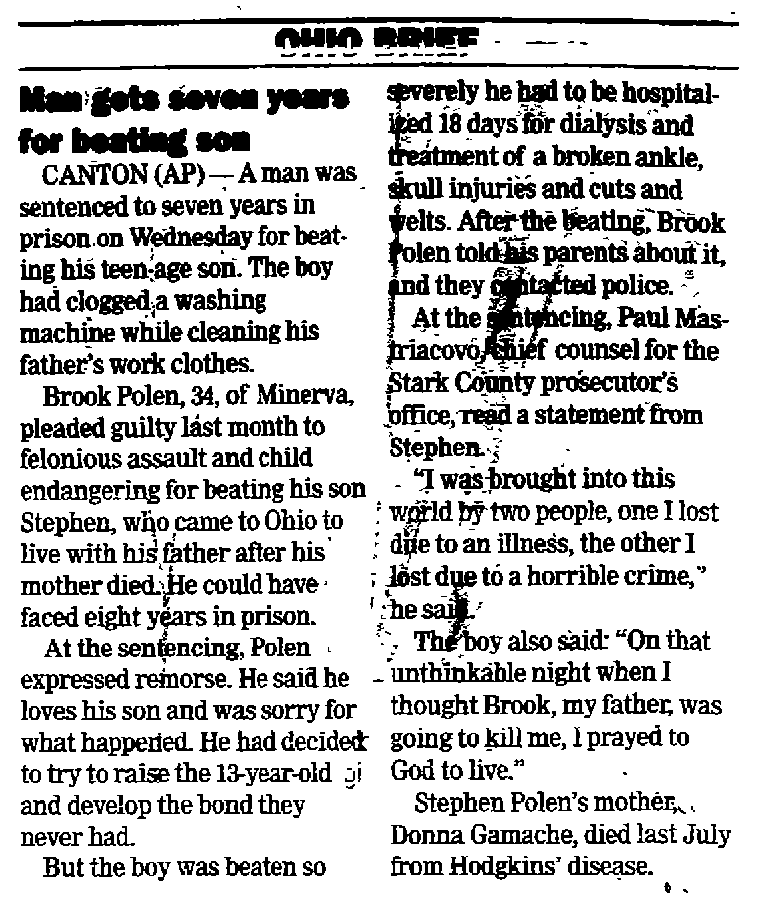 OHIO BRIEF
Man gets seven years
for beating son
CANTON (AP) — A man was
sentenced to seven years in
prison on Wednesday for beat-
ing his teen-age son. The boy
had clogged a washing
machine while cleaning his
father's work clothes.
Brook Polen, 34, of Minerva,
pleaded guilty last month to
felonious assault and child
endangering for beating his son
Stephen, who came to Ohio to
live with his father after his
mother died. He could have
faced eight years in prison.
At the sentencing, Polen
expressed remorse. He said he
loves his son and was sorry for
what happened. He had decided
to try to raise the 13-year-old
and develop the bond they
never had.
But the boy was beaten so
severely he had to be hospital-
ized 18 days for dialysis and
treatment of a broken ankle,
skull injuries and cuts and
welts. After the beating, Brook
Polen told his parents about it,
and they contacted police.
At the sentencing, Paul Mas-
triacovo, chief counsel for the
Stark County prosecutor's
office, read a statement from
Stephen.
"I was brought into this
world by two people, one I lost
due to an illness, the other I
lost due to a horrible crime,"
he said.
The boy also said: "On that
unthinkable night when I
thought Brook, my father, was
going to kill me, I prayed to
God to live."
Stephen Polen's mother,
Donna Gamache, died last July
from Hodgkins' disease.